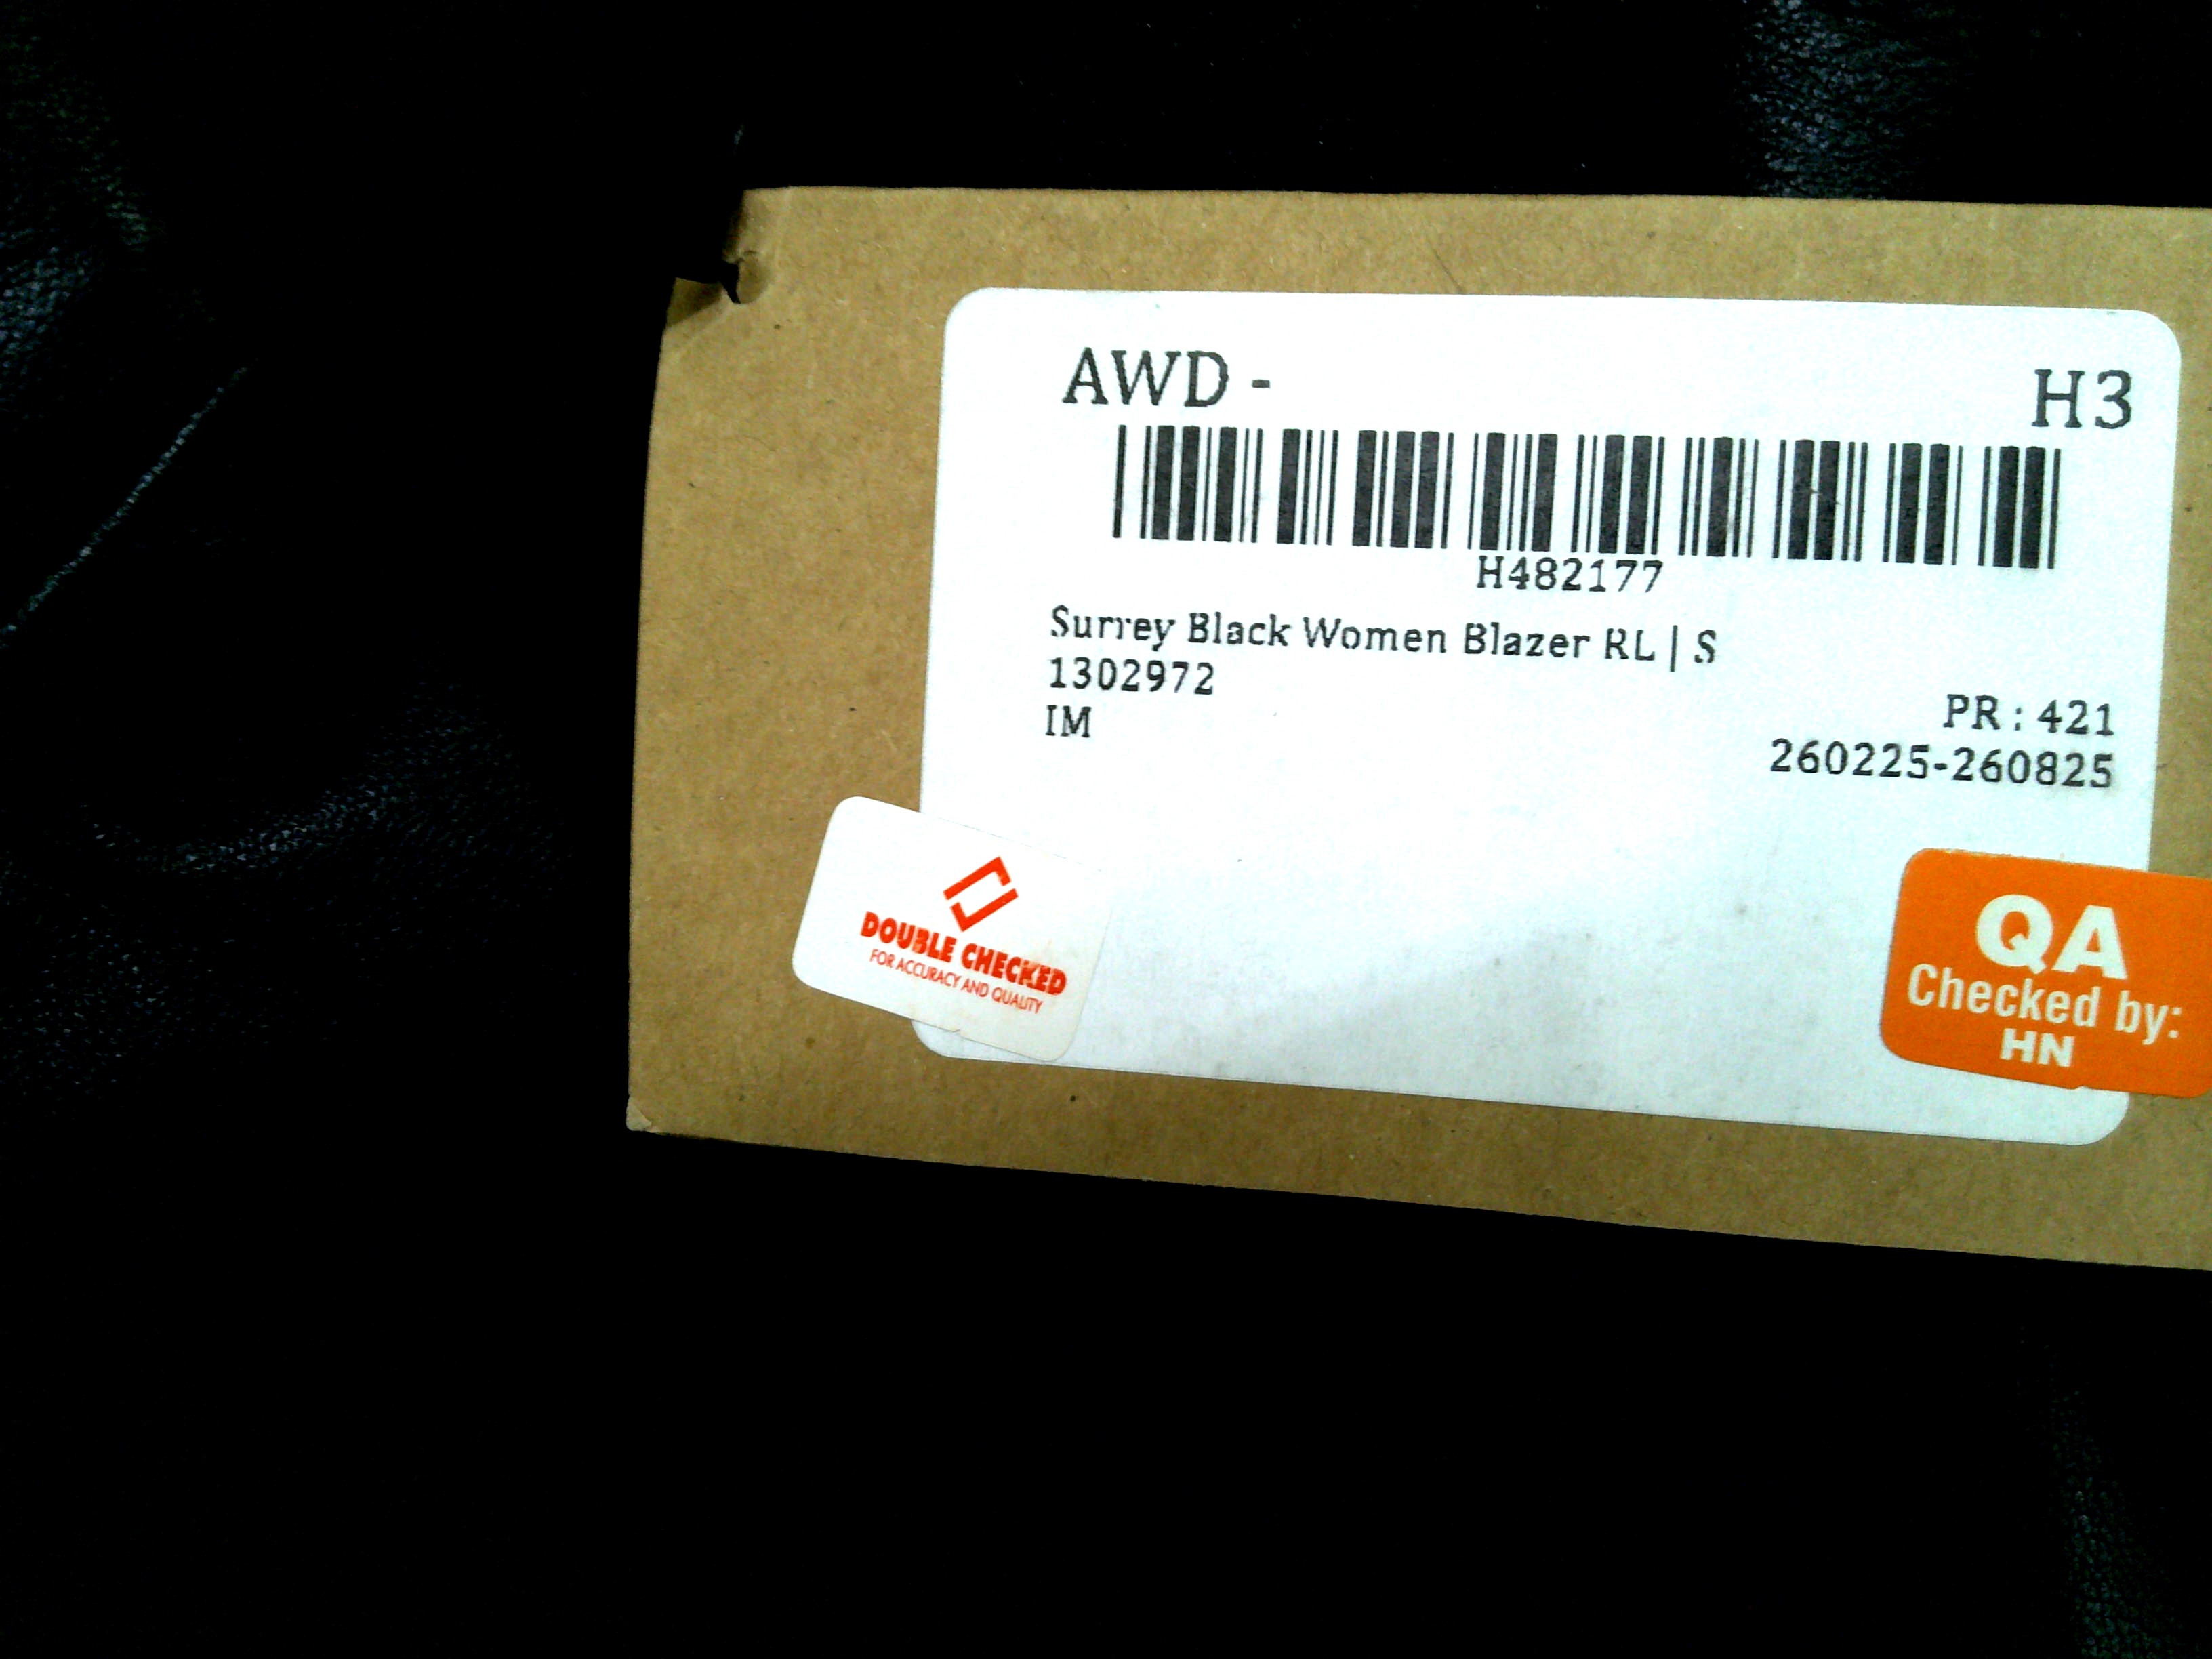 AWD - H3
H482177
Surrey Black Women Blazer RL | S
1302972
PR : 421
IM
260225-260825
DOUBLE CHECKED
FOR ACCURACY AND QUALITY
QA
Checked by:
HN